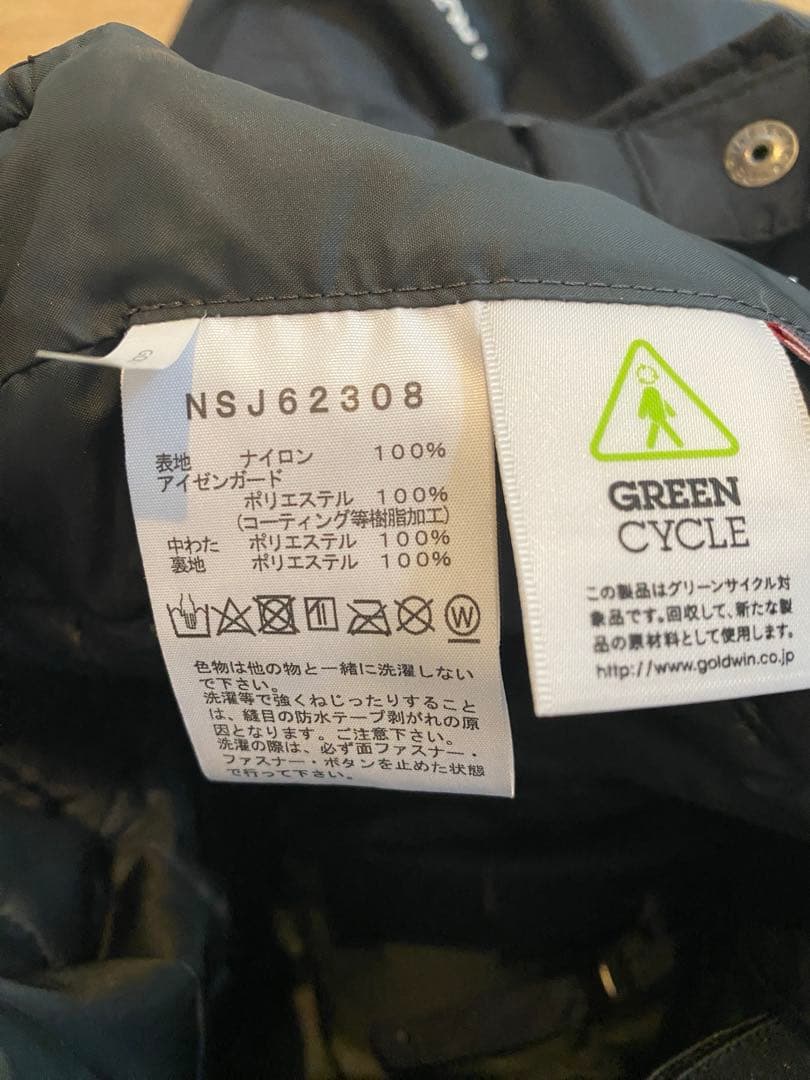 NSJ62308
表地 ナイロン 100%
アイゼンガード
ポリエステル 100%
(コーティング等樹脂加工)
中わた ポリエステル 100%
裏地 ポリエステル 100%
W
色物は他の物と一緒に洗濯しない
で下さい。
洗濯等で強くねじったりすること
は、縫目の防水テープ剥がれの原
因となります。ご注意下さい。
洗濯の際は、必ず面ファスナー・
ファスナー・ボタンを止めた状態
で行って下さい。
GREEN
CYCLE
この製品はグリーンサイクル対
象品です。回収して、新たな製
品の原材料として使用します。
http://www.goldwin.co.jp